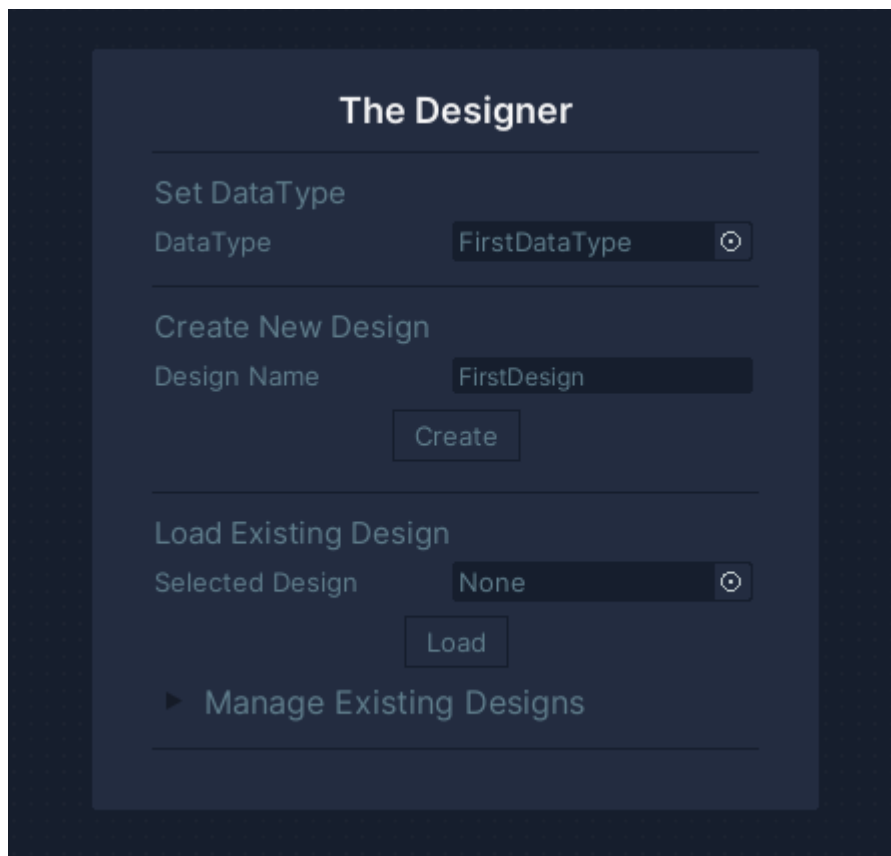 The Designer
Set DataType
DataType FirstDataType
Create New Design
Design Name FirstDesign
Create
Load Existing Design
Selected Design None
Load
Manage Existing Designs